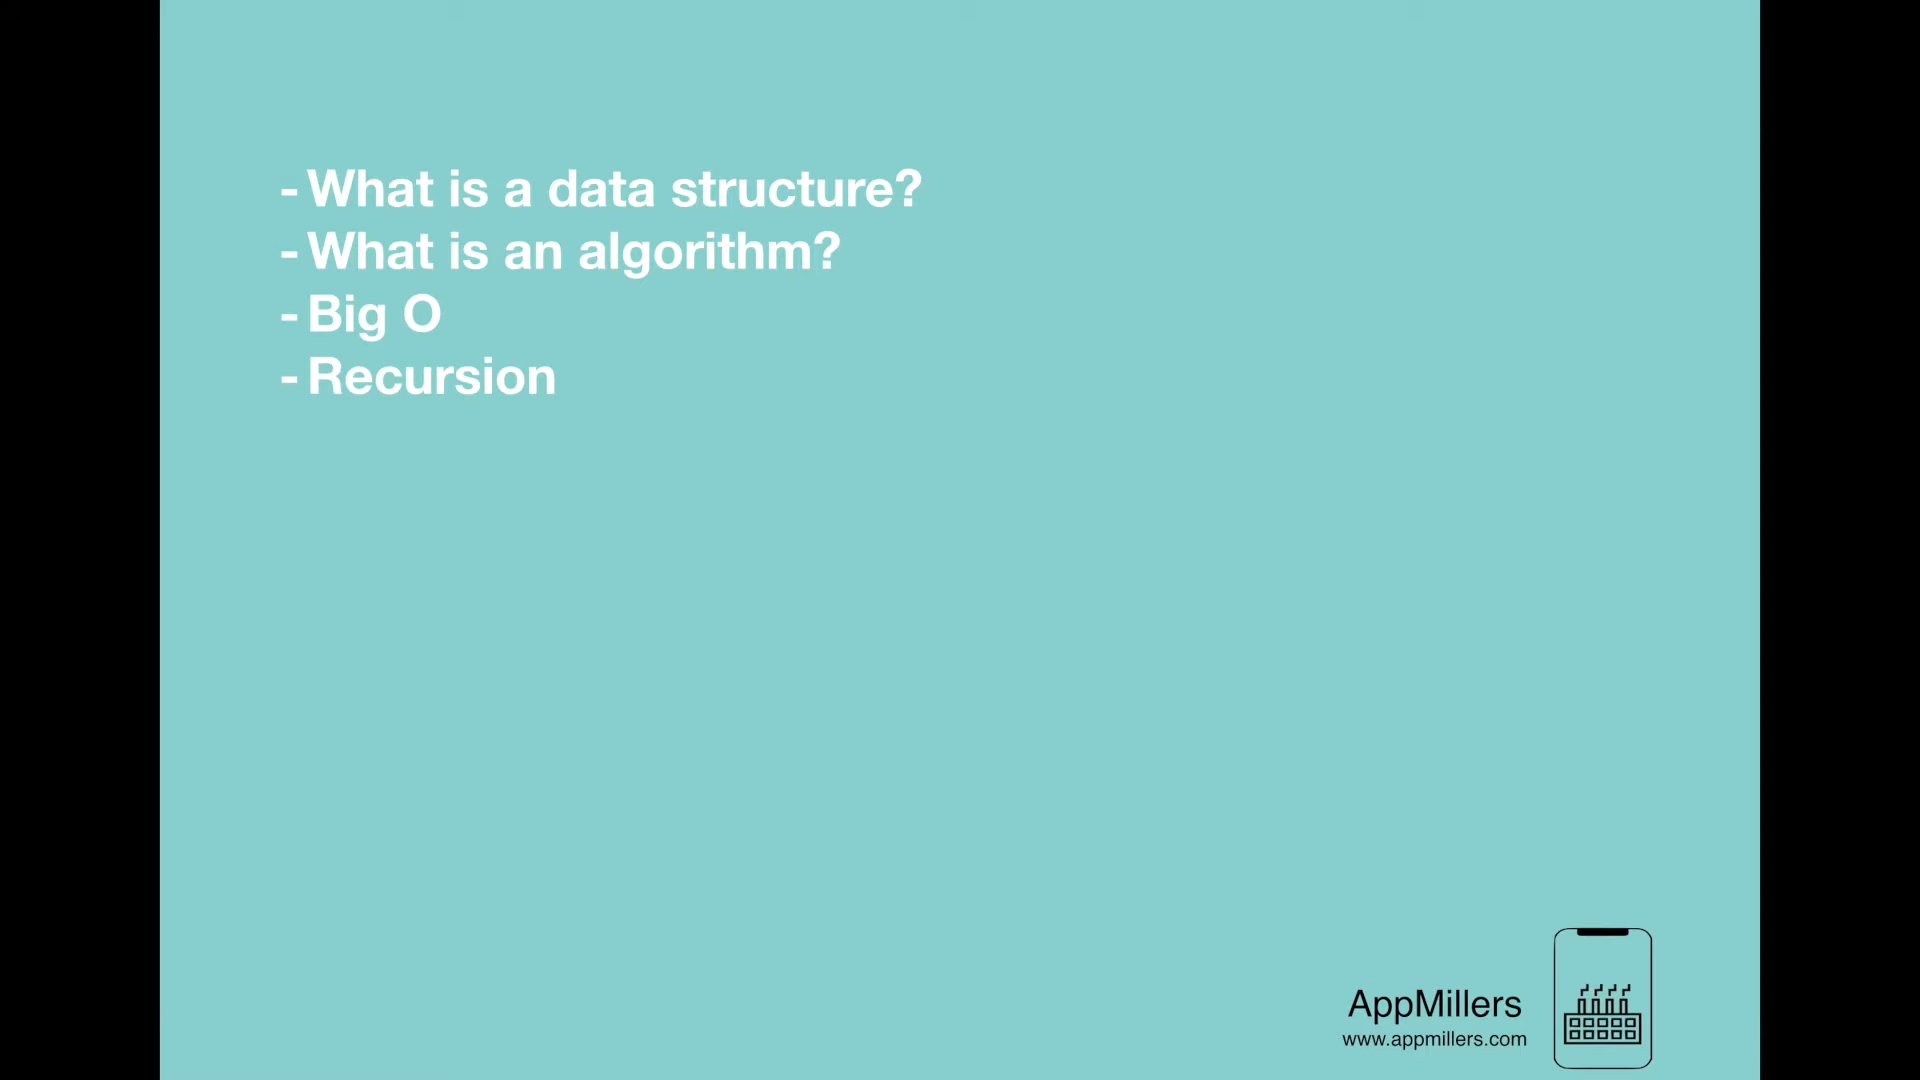 - What is a data structure?
- What is an algorithm?
- Big O
- Recursion
AppMillers
www.appmillers.com